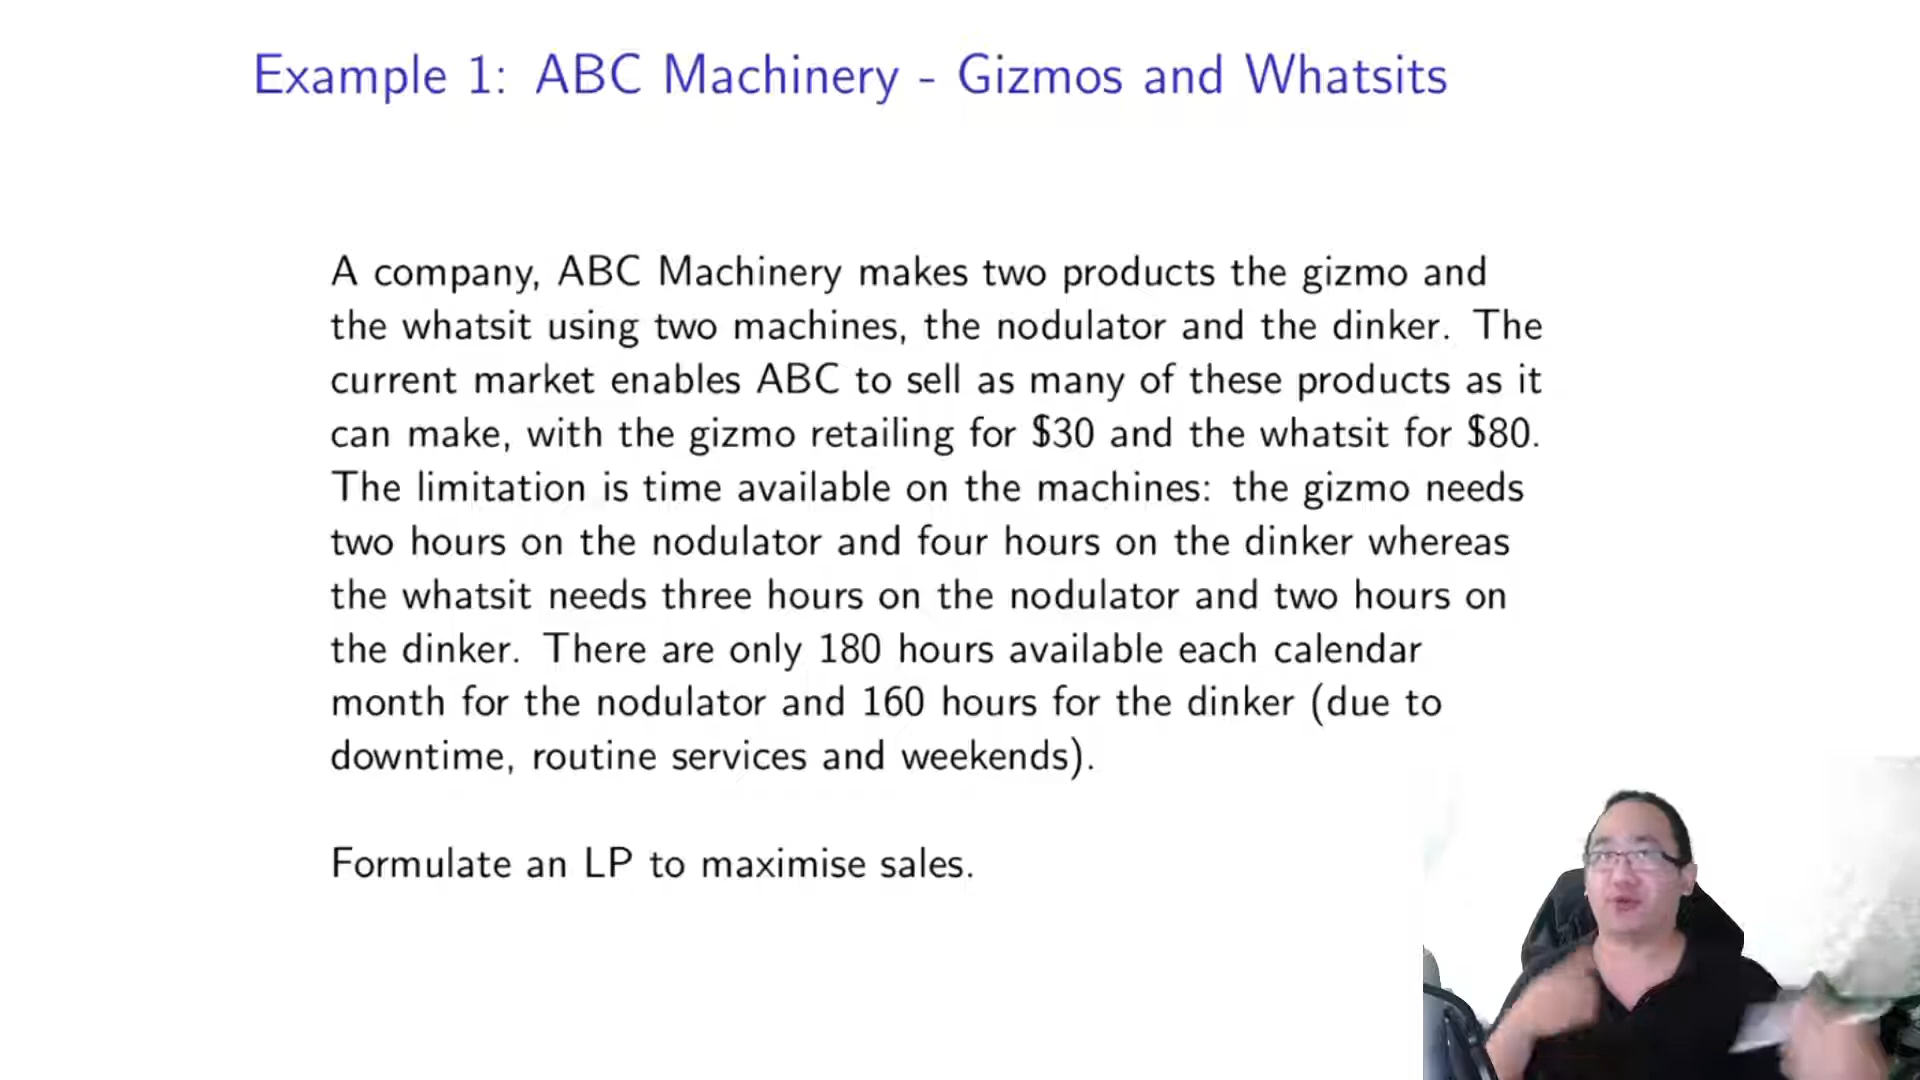 Example 1: ABC Machinery - Gizmos and Whatsits
A company, ABC Machinery makes two products the gizmo and
the whatsit using two machines, the nodulator and the dinker. The
current market enables ABC to sell as many of these products as it
can make, with the gizmo retailing for $30 and the whatsit for $80.
The limitation is time available on the machines: the gizmo needs
two hours on the nodulator and four hours on the dinker whereas
the whatsit needs three hours on the nodulator and two hours on
the dinker. There are only 180 hours available each calendar
month for the nodulator and 160 hours for the dinker (due to
downtime, routine services and weekends).
Formulate an LP to maximise sales.